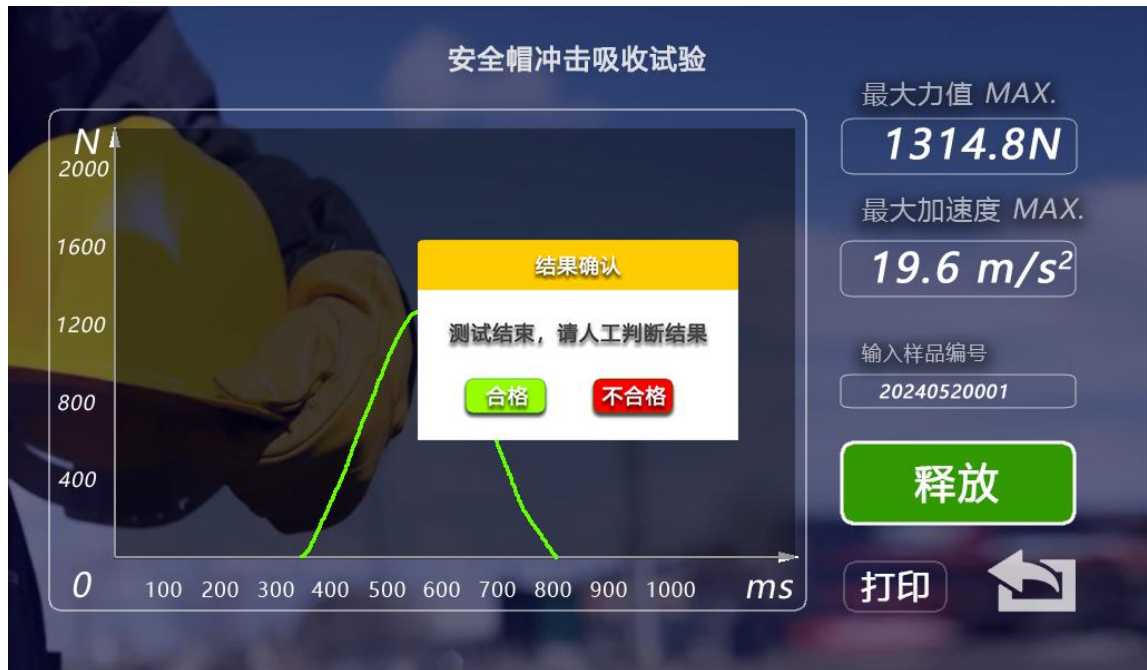 安全帽冲击吸收试验
最大力值 MAX.
1314.8N
最大加速度 MAX.
19.6 m/s²
输入样品编号
20240520001
释放
打印
N
2000
1600
1200
800
400
0
100 200 300 400 500 600 700 800 900 1000 ms
结果确认
测试结束，请人工判断结果
合格 不合格